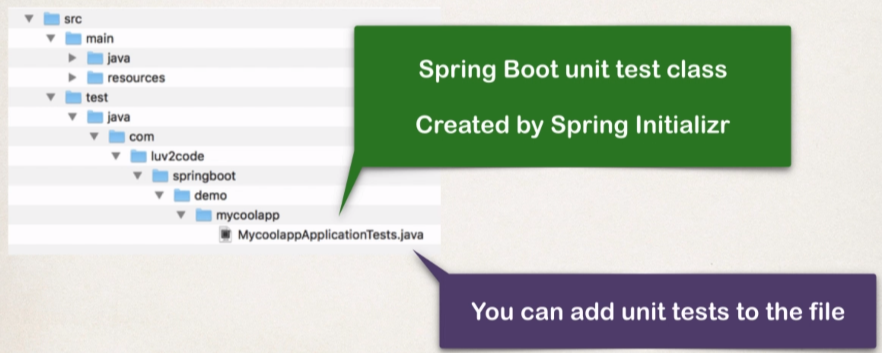 src
main
java
resources
test
java
com
luv2code
springboot
demo
mycoolapp
MycoolappApplicationTests.java
Spring Boot unit test class
Created by Spring Initializr
You can add unit tests to the file